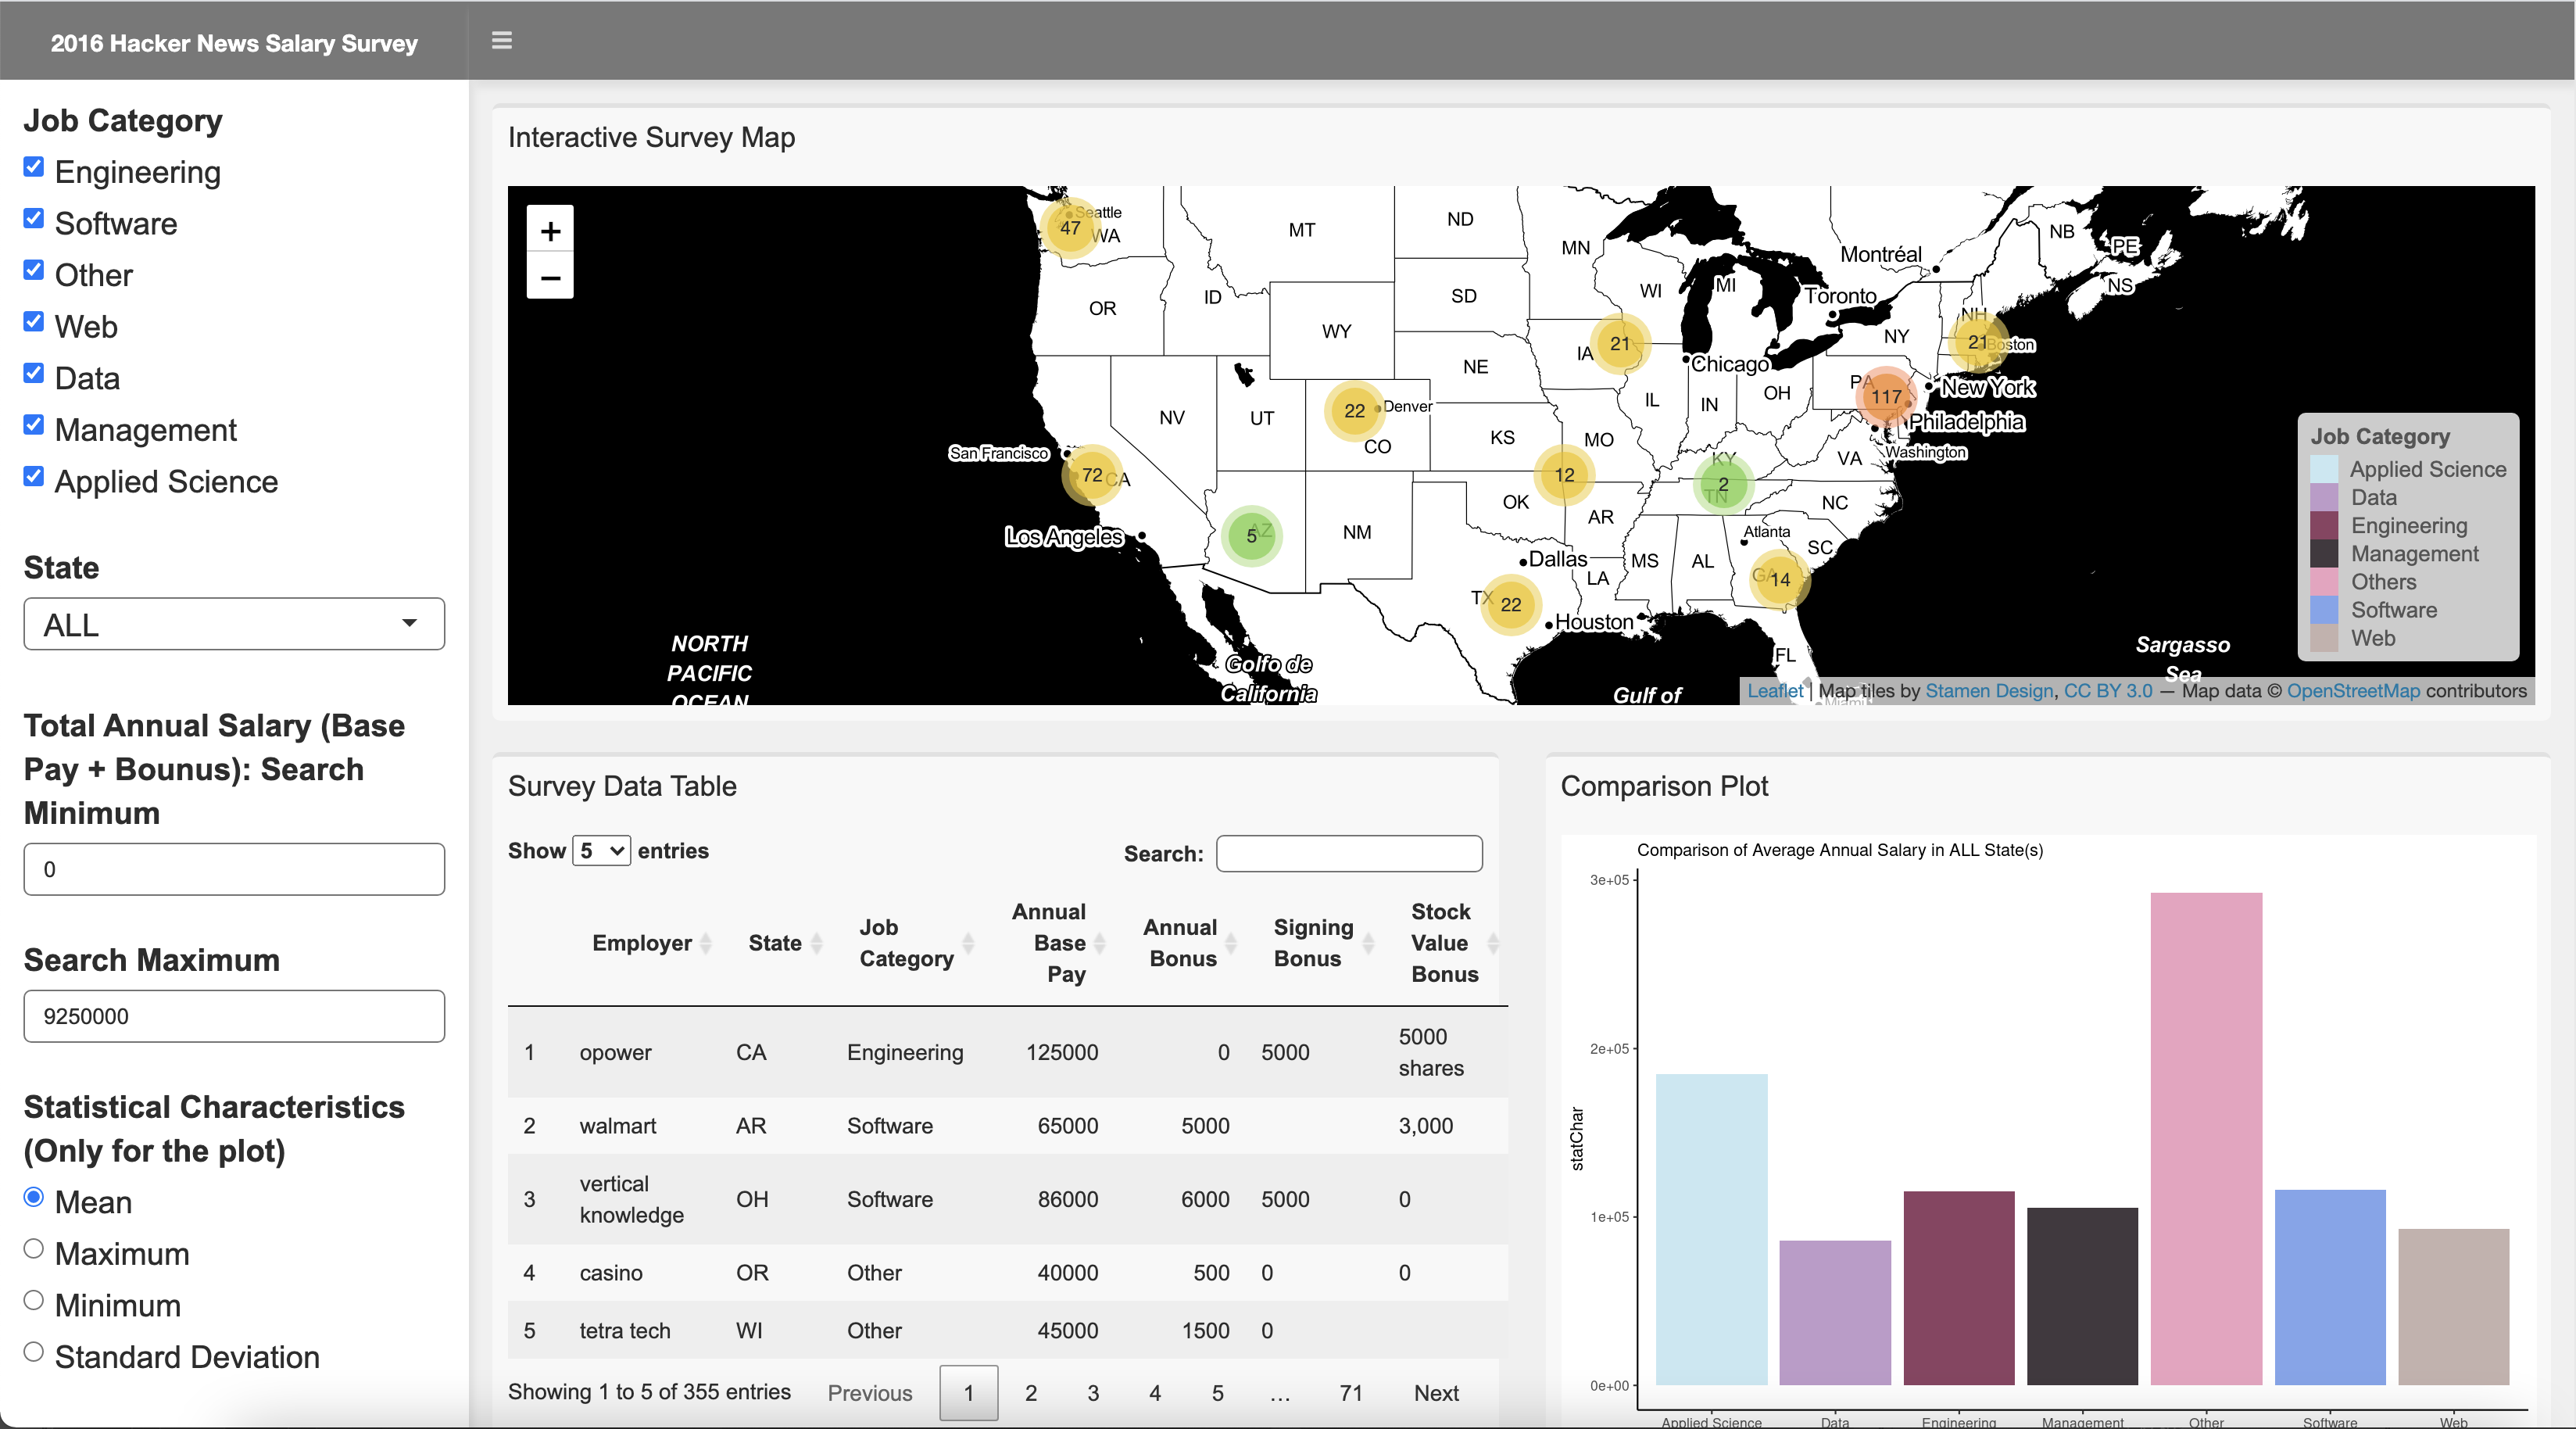 2016 Hacker News Salary Survey
Job Category
Engineering
Software
Other
Web
Data
Management
Applied Science
State
ALL
Total Annual Salary (Base
Pay + Bounus): Search
Minimum
0
Search Maximum
9250000
Statistical Characteristics
(Only for the plot)
Mean
Maximum
Minimum
Standard Deviation
Interactive Survey Map
+
−
Seattle
47
WA
MT
ND
MN
OR
ID
SD
WI
MI
WY
NE
IA
21
NV
UT
22
Denver
CO
KS
MO
IL
IN
OH
Chicago
Toronto
Montréal
NB
PE
NS
NH
NY
21
Boston
PA
117
New York
Philadelphia
Washington
VA
KY
2
TN
NC
SC
San Francisco
72
CA
Los Angeles
5
AZ
NM
OK
12
AR
Dallas
LA
MS
AL
Atlanta
GA
14
TX
22
Houston
FL
Miami
NORTH
PACIFIC
OCEAN
Golfo de
California
Gulf of
Sargasso
Sea
Job Category
Applied Science
Data
Engineering
Management
Others
Software
Web
Leaflet | Map tiles by Stamen Design, CC BY 3.0 — Map data © OpenStreetMap contributors
Survey Data Table
Show 5 entries
Search:
Employer State Job Category Annual Base Pay Annual Bonus Signing Bonus Stock Value Bonus
1 opower CA Engineering 125000 0 5000 5000 shares
2 walmart AR Software 65000 5000 3,000
3 vertical knowledge OH Software 86000 6000 5000 0
4 casino OR Other 40000 500 0 0
5 tetra tech WI Other 45000 1500 0
Showing 1 to 5 of 355 entries Previous 1 2 3 4 5 ... 71 Next
Comparison Plot
Comparison of Average Annual Salary in ALL State(s)
3e+05
2e+05
1e+05
0e+00
statChar
Applied Science Data Engineering Management Other Software Web